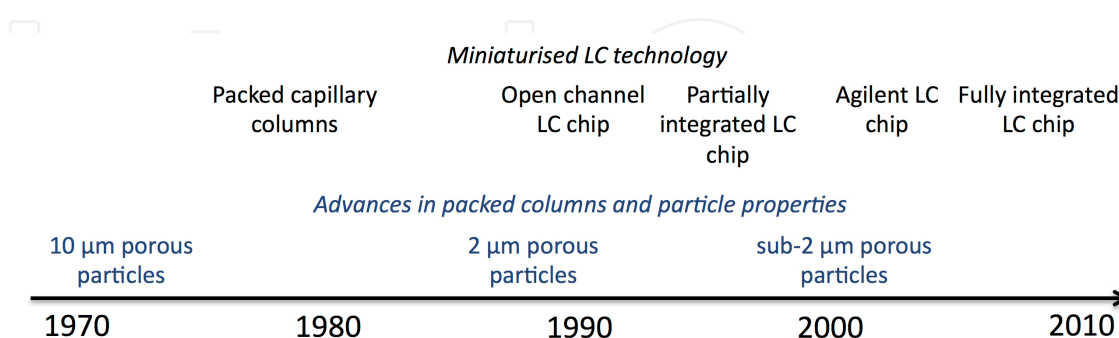 Miniaturised LC technology
Packed capillary columns
Open channel LC chip
Partially integrated LC chip
Agilent LC chip
Fully integrated LC chip
Advances in packed columns and particle properties
10 µm porous particles
2 µm porous particles
sub-2 µm porous particles
1970 1980 1990 2000 2010